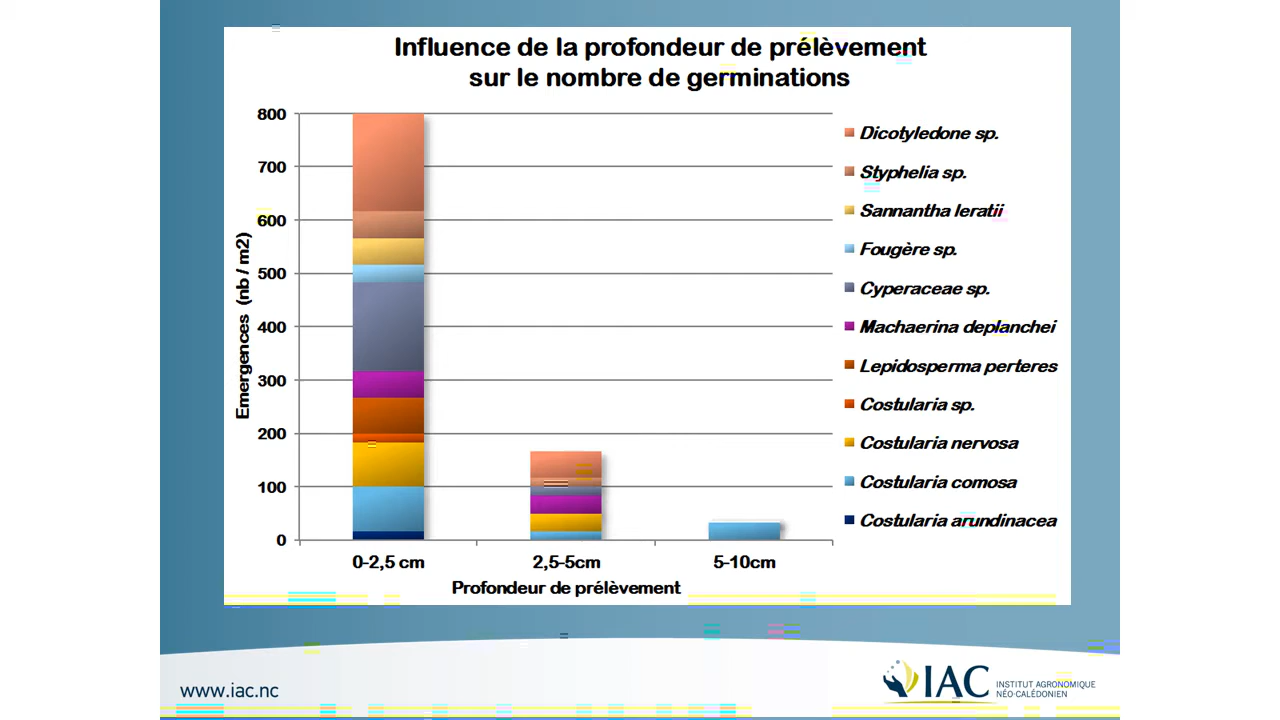 Influence de la profondeur de prélèvement
sur le nombre de germinations
800
700
600
500
400
300
200
100
0
Emergences (nb / m2)
0-2,5 cm
2,5-5cm
5-10cm
Profondeur de prélèvement
Dicotyledone sp.
Styphelia sp.
Sannantha leratii
Fougère sp.
Cyperaceae sp.
Machaerina deplanchei
Lepidosperma perteres
Costularia sp.
Costularia nervosa
Costularia comosa
Costularia arundinacea
www.iac.nc
IAC
INSTITUT AGRONOMIQUE
NÉO-CALÉDONIEN